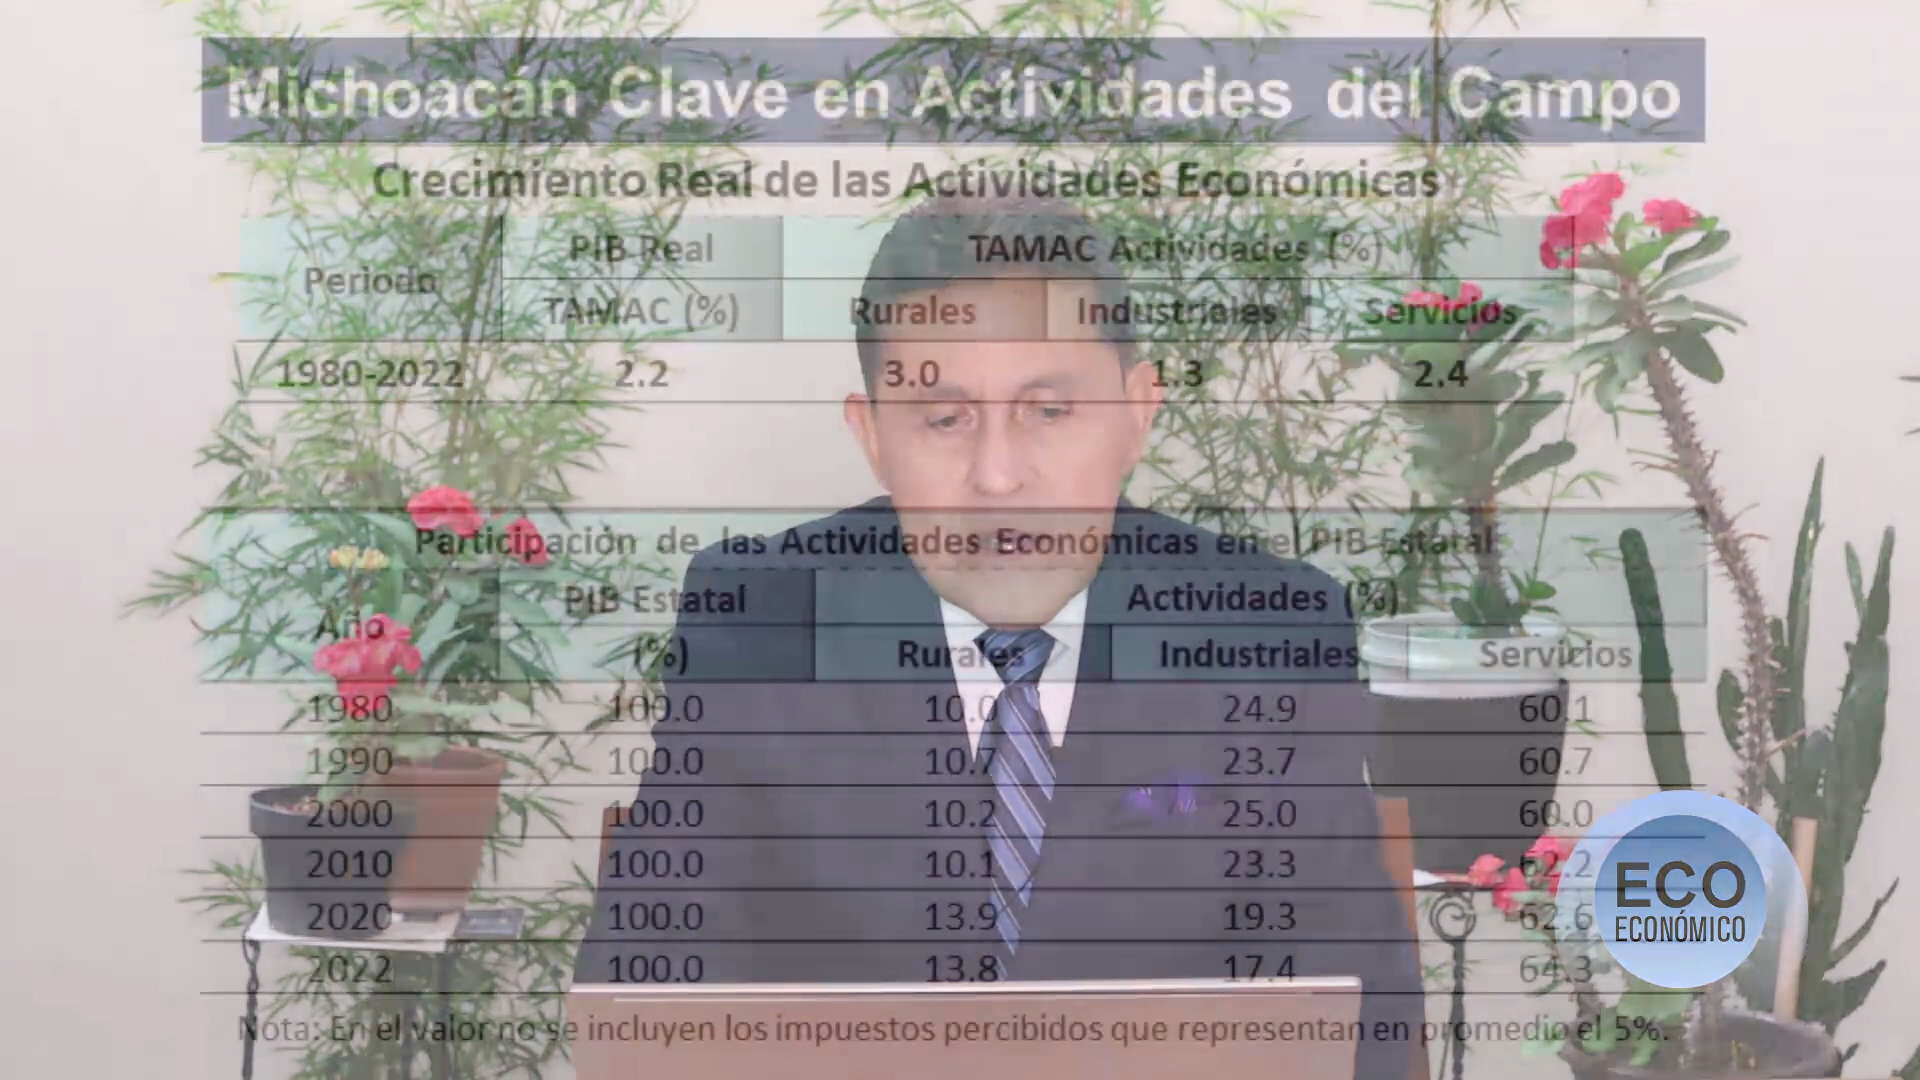 Michoacán Clave en Actividades del Campo
Crecimiento Real de las Actividades Económicas
Periodo PIB Real TAMAC Actividades (%)
TAMAC (%) Rurales Industriales Servicios
1980-2022 2.2 3.0 1.3 2.4
Participación de las Actividades Económicas en el PIB Estatal
Año PIB Estatal Actividades (%)
(%) Rurales Industriales Servicios
1980 100.0 10.0 24.9 60.1
1990 100.0 10.7 23.7 60.7
2000 100.0 10.2 25.0 60.0
2010 100.0 10.1 23.3 62.2
2020 100.0 13.9 19.3 62.6
2022 100.0 13.8 17.4 64.3
Nota: En el valor no se incluyen los impuestos percibidos que representan en promedio el 5%.
ECO
ECONÓMICO